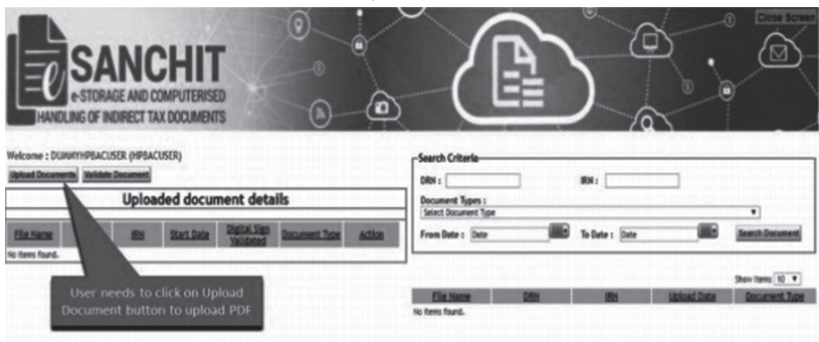 Close Screen
e SANCHIT
e-STORAGE AND COMPUTERISED
HANDLING OF INDIRECT TAX DOCUMENTS
Welcome : DUMMYHPBACUSER (HPBACUSER)
Upload Documents Validate Document
Uploaded document details
File Name IRN Start Date Digital Sign Validated Document Type Action
No items found.
User needs to click on Upload
Document button to upload PDF
Search Criteria
DRN : IRN :
Document Types :
Select Document Type
From Date : Date To Date : Date Search Document
Show items 10
File Name DRN IRN Upload Date Document Type
No items found.